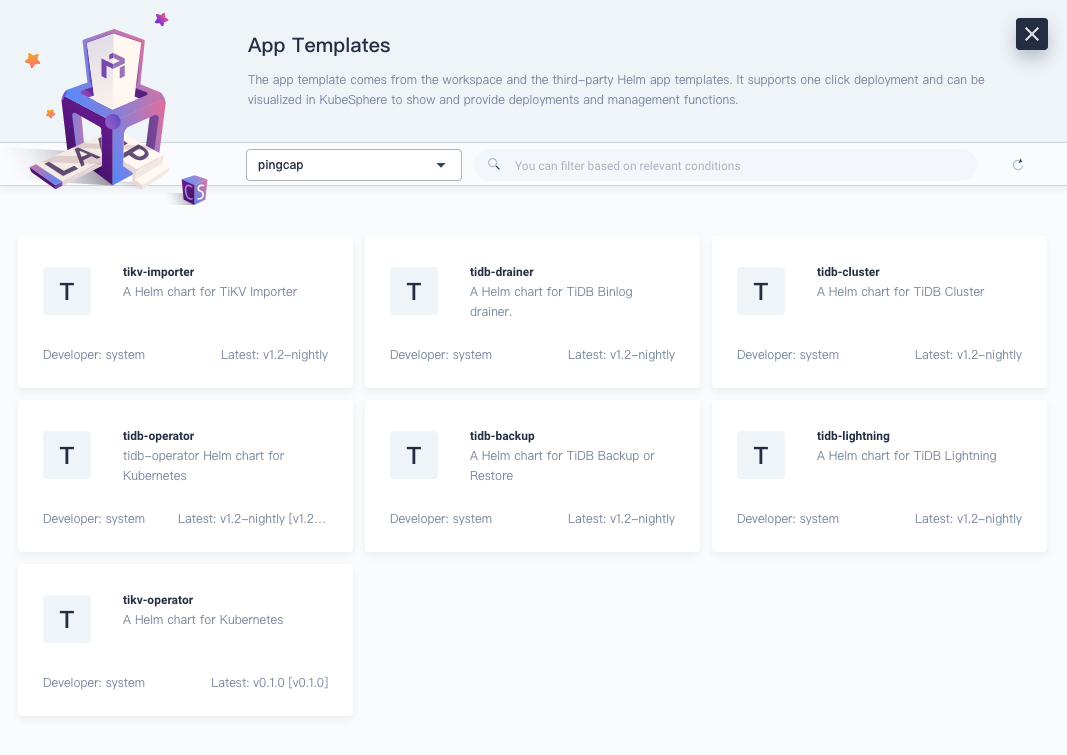 App Templates
The app template comes from the workspace and the third-party Helm app templates. It supports one click deployment and can be
visualized in KubeSphere to show and provide deployments and management functions.
LAPP
CS
pingcap
You can filter based on relevant conditions
T
tikv-importer
A Helm chart for TiKV Importer
Developer: system
Latest: v1.2-nightly
T
tidb-drainer
A Helm chart for TiDB Binlog
drainer.
Developer: system
Latest: v1.2-nightly
T
tidb-cluster
A Helm chart for TiDB Cluster
Developer: system
Latest: v1.2-nightly
T
tidb-operator
tidb-operator Helm chart for
Kubernetes
Developer: system
Latest: v1.2-nightly [v1.2...
T
tidb-backup
A Helm chart for TiDB Backup or
Restore
Developer: system
Latest: v1.2-nightly
T
tidb-lightning
A Helm chart for TiDB Lightning
Developer: system
Latest: v1.2-nightly
T
tikv-operator
A Helm chart for Kubernetes
Developer: system
Latest: v0.1.0 [v0.1.0]